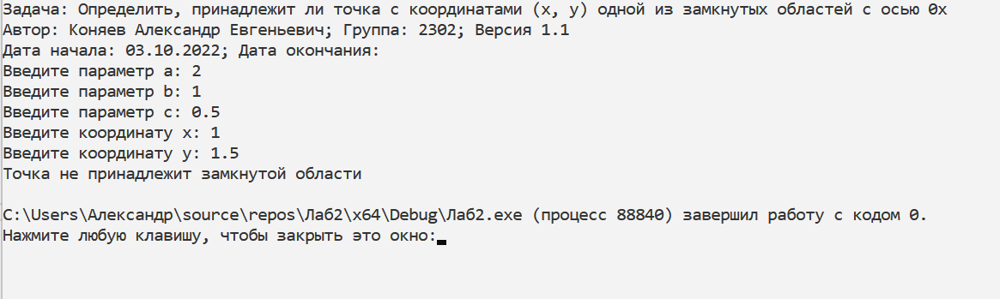 Задача: Определить, принадлежит ли точка с координатами (x, y) одной из замкнутых областей с осью 0x
Автор: Коняев Александр Евгеньевич; Группа: 2302; Версия 1.1
Дата начала: 03.10.2022; Дата окончания:
Введите параметр a: 2
Введите параметр b: 1
Введите параметр c: 0.5
Введите координату x: 1
Введите координату y: 1.5
Точка не принадлежит замкнутой области
C:\Users\Александр\source\repos\Лаб2\x64\Debug\Лаб2.exe (процесс 88840) завершил работу с кодом 0.
Нажмите любую клавишу, чтобы закрыть это окно: